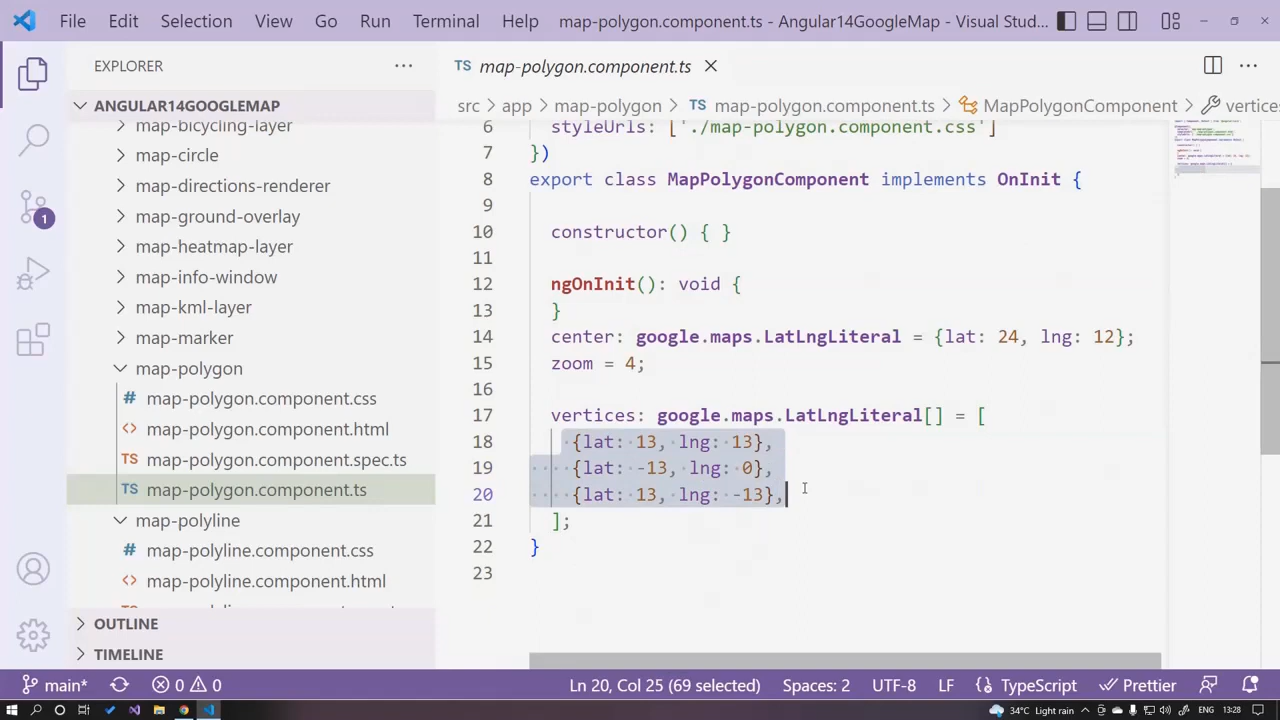 File Edit Selection View Go Run Terminal Help map-polygon.component.ts - Angular14GoogleMap - Visual Stud...
EXPLORER
ANGULAR14GOOGLEMAP
map-bicycling-layer
map-circle
map-directions-renderer
map-ground-overlay
map-heatmap-layer
map-info-window
map-kml-layer
map-marker
map-polygon
# map-polygon.component.css
<> map-polygon.component.html
TS map-polygon.component.spec.ts
TS map-polygon.component.ts
map-polyline
# map-polyline.component.css
<> map-polyline.component.html
OUTLINE
TIMELINE
1
TS map-polygon.component.ts
src > app > map-polygon > TS map-polygon.component.ts > MapPolygonComponent > vertices
6 styleUrls: ['./map-polygon.component.css']
7 })
8 export class MapPolygonComponent implements OnInit {
9
10 constructor() { }
11
12 ngOnInit(): void {
13 }
14 center: google.maps.LatLngLiteral = {lat: 24, lng: 12};
15 zoom = 4;
16
17 vertices: google.maps.LatLngLiteral[] = [
18 {lat: 13, lng: 13},
19 {lat: -13, lng: 0},
20 {lat: 13, lng: -13},
21 ];
22 }
23
main* 0 0 Ln 20, Col 25 (69 selected) Spaces: 2 UTF-8 LF {} TypeScript Prettier
34°C Light rain ENG 13:28